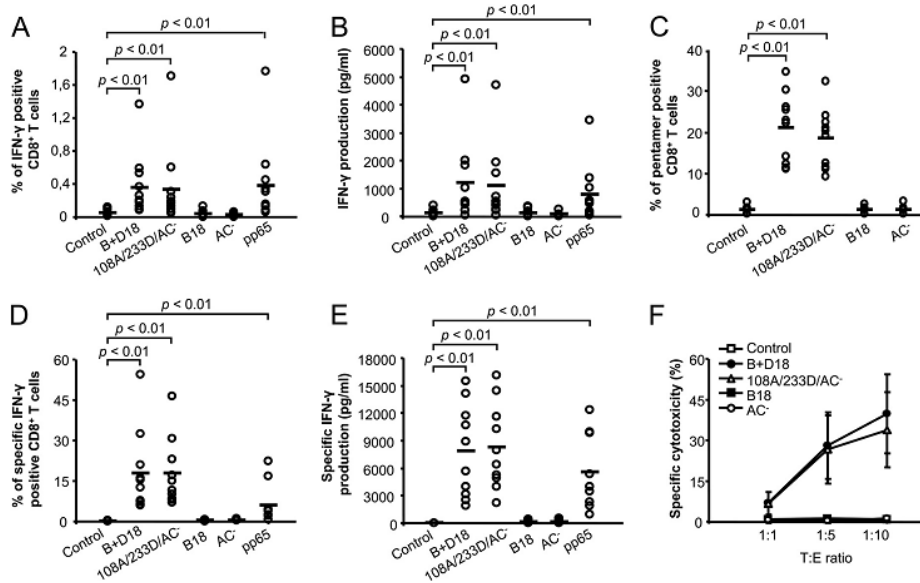 A
% of IFN-γ positive
CD8⁺ T cells
2
1.6
1.2
0.8
0.4
0
p < 0.01
p < 0.01
p < 0.01
Control
B+D18
108A/233D/AC⁻
B18
AC⁻
pp65
B
IFN-γ production (pg/ml)
6000
5000
4000
3000
2000
1000
0
p < 0.01
p < 0.01
p < 0.01
Control
B+D18
108A/233D/AC⁻
B18
AC⁻
pp65
C
% of pentamer positive
CD8⁺ T cells
40
30
20
10
0
p < 0.01
p < 0.01
Control
B+D18
108A/233D/AC⁻
B18
AC⁻
D
% of specific IFN-γ
positive CD8⁺ T cells
60
45
30
15
0
p < 0.01
p < 0.01
p < 0.01
Control
B+D18
108A/233D/AC⁻
B18
AC⁻
pp65
E
Specific IFN-γ
production (pg/ml)
18000
15000
12000
9000
6000
3000
0
p < 0.01
p < 0.01
p < 0.01
Control
B+D18
108A/233D/AC⁻
B18
AC⁻
pp65
F
Control
B+D18
108A/233D/AC⁻
B18
AC⁻
Specific cytotoxicity (%)
80
60
40
20
0
1:1
1:5
1:10
T:E ratio